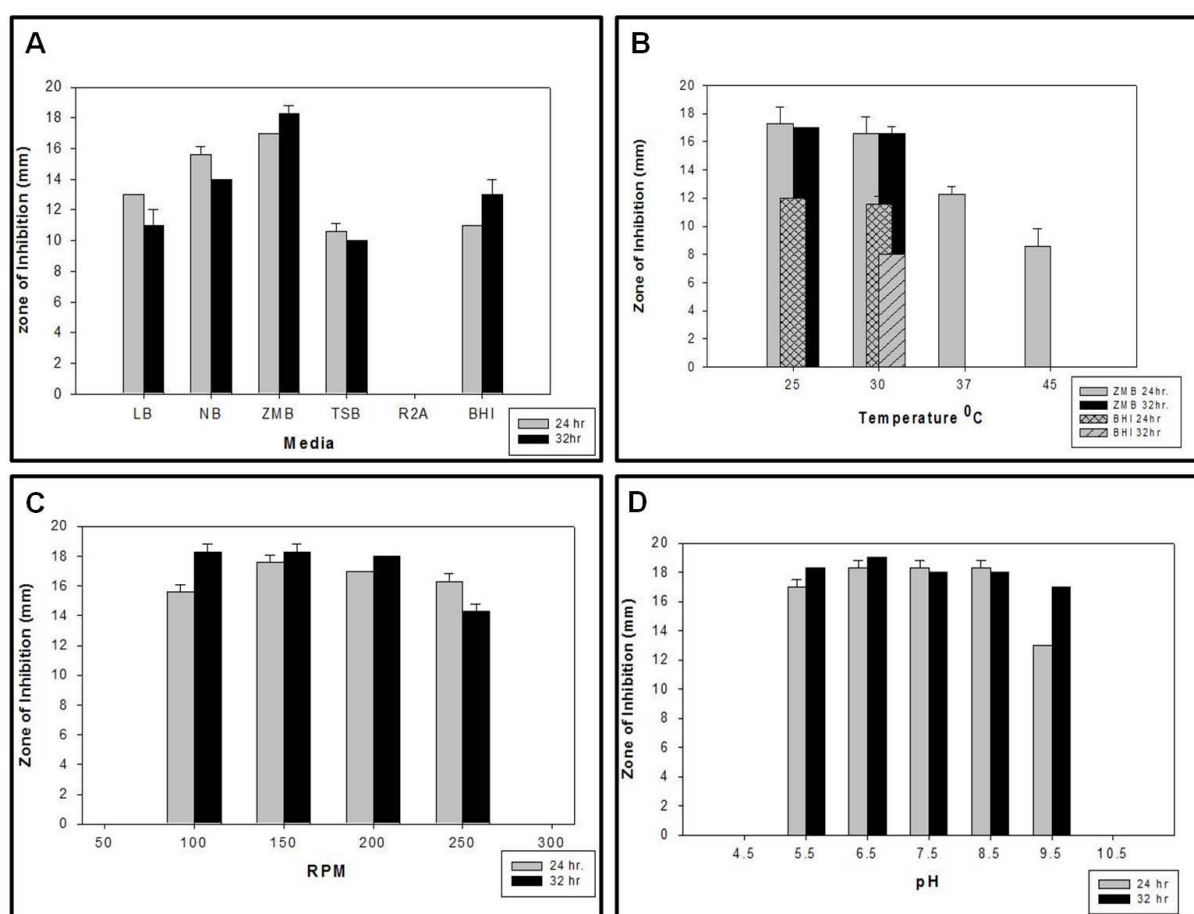 A
zone of Inhibition (mm)
20
18
16
14
12
10
8
6
4
2
0
LB NB ZMB TSB R2A BHI
Media
24 hr
32hr
B
Zone of Inhibition (mm)
20
18
16
14
12
10
8
6
4
2
0
25 30 37 45
Temperature ⁰C
ZMB 24hr.
ZMB 32hr.
BHI 24hr
BHI 32hr
C
Zone of Inhibition (mm)
20
18
16
14
12
10
8
6
4
2
0
50 100 150 200 250 300
RPM
24 hr.
32 hr
D
Zone of Inhibition (mm)
20
18
16
14
12
10
8
6
4
2
0
4.5 5.5 6.5 7.5 8.5 9.5 10.5
pH
24 hr
32 hr